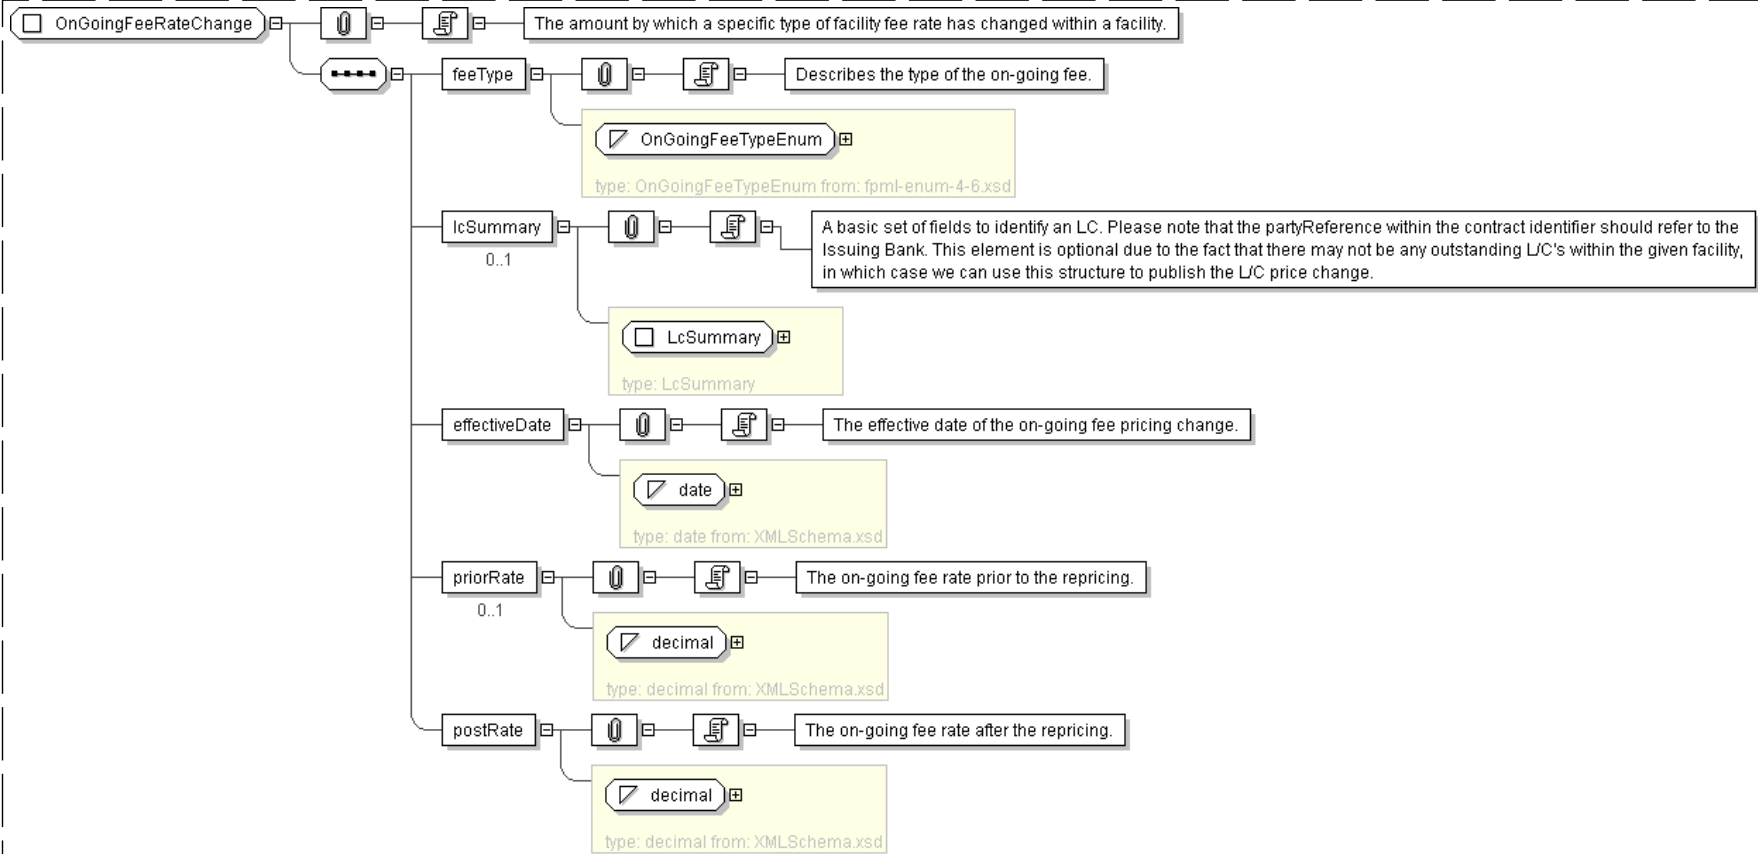 OnGoingFeeRateChange
The amount by which a specific type of facility fee rate has changed within a facility.
feeType
Describes the type of the on-going fee.
OnGoingFeeTypeEnum
type: OnGoingFeeTypeEnum from: fpml-enum-4-6.xsd
lcSummary
0..1
A basic set of fields to identify an LC. Please note that the partyReference within the contract identifier should refer to the
Issuing Bank. This element is optional due to the fact that there may not be any outstanding L/C's within the given facility,
in which case we can use this structure to publish the L/C price change.
LcSummary
type: LcSummary
effectiveDate
The effective date of the on-going fee pricing change.
date
type: date from: XMLSchema.xsd
priorRate
0..1
The on-going fee rate prior to the repricing.
decimal
type: decimal from: XMLSchema.xsd
postRate
The on-going fee rate after the repricing.
decimal
type: decimal from: XMLSchema.xsd